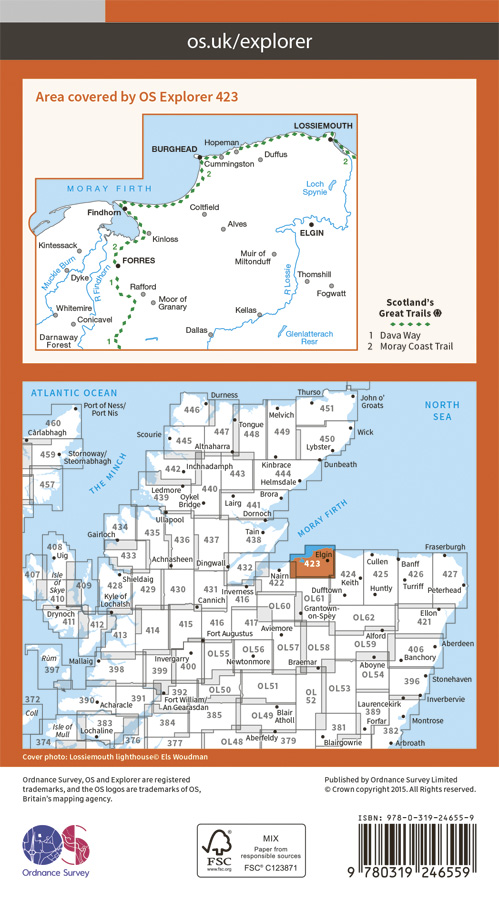 os.uk/explorer
Area covered by OS Explorer 423
LOSSIEMOUTH
Hopeman
BURGHEAD
Duffus
Cummingston
2
2
MORAY FIRTH
Loch
Spynie
Findhorn
Coltfield
Alves
ELGIN
Kintessack
Kinloss
2
Muckle Burn
FORRES
Muir of
Miltonduff
Dyke
R Findhorn
1
Rafford
R Lossie
Thomshill
Fogwatt
Moor of
Granary
Whitemire
Conicavel
Kellas
Darnaway
Forest
1
Dallas
Glenlatterach
Resr
Scotland's
Great Trails
1 Dava Way
2 Moray Coast Trail
ATLANTIC OCEAN
NORTH
SEA
Durness
Thurso
John o'
Groats
Port of Ness/
Port Nis
446
451
Tongue
Melvich
460
Càrlabhagh
Scourie
447
448
449
Wick
445
450
Altnaharra
Lybster
459
Stornoway/
Steornabhagh
THE MINCH
442
Inchnadamph
Kinbrace
Dunbeath
443
444
457
Helmsdale
Ledmore
439
440
Oykel
Bridge
Lairg
Brora
441
Dornoch
Ullapool
MORAY FIRTH
434
Tain
438
Gairloch
435
436
437
408
Uig
433
Achnasheen
Dingwall
432
Elgin
423
Cullen
Banff
Fraserburgh
407
Isle
of
Skye
410
409
Shieldaig
428
429
430
431
Nairn
422
424
Keith
425
426
Turriff
427
Kyle of
Lochalsh
Inverness
Cannich
416
Dufftown
OL61
Huntly
Peterhead
Drynoch
411
412
413
414
415
416
417
OL60
Grantown-
on-Spey
OL62
Ellon
421
Fort Augustus
Aviemore
Alford
OL59
Rùm
397
Mallaig
398
399
Invergarry
400
OL55
OL56
Newtonmore
OL57
OL58
Braemar
Aboyne
OL54
406
Banchory
Aberdeen
372
Coll
390
Acharacle
391
392
Fort William/
An Gearasdan
OL50
OL51
OL
52
OL53
396
Stonehaven
Inverbervie
Laurencekirk
389
Isle of
Mull
383
Lochaline
384
385
OL49
Blair
Atholl
381
Forfar
Montrose
374
376
377
OL48
Aberfeldy
379
Blairgowrie
382
Arbroath
Cover photo: Lossiemouth lighthouse© Els Woudman
Ordnance Survey, OS and Explorer are registered
trademarks, and the OS logos are trademarks of OS,
Britain's mapping agency.
Published by Ordnance Survey Limited
© Crown copyright 2015. All Rights reserved.
OS
Ordnance Survey
FSC
www.fsc.org
MIX
Paper from
responsible sources
FSC® C123871
ISBN: 978-0-319-24655-9
9 780319 246559